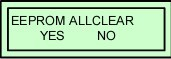 EEPROM ALLCLEAR
YES NO